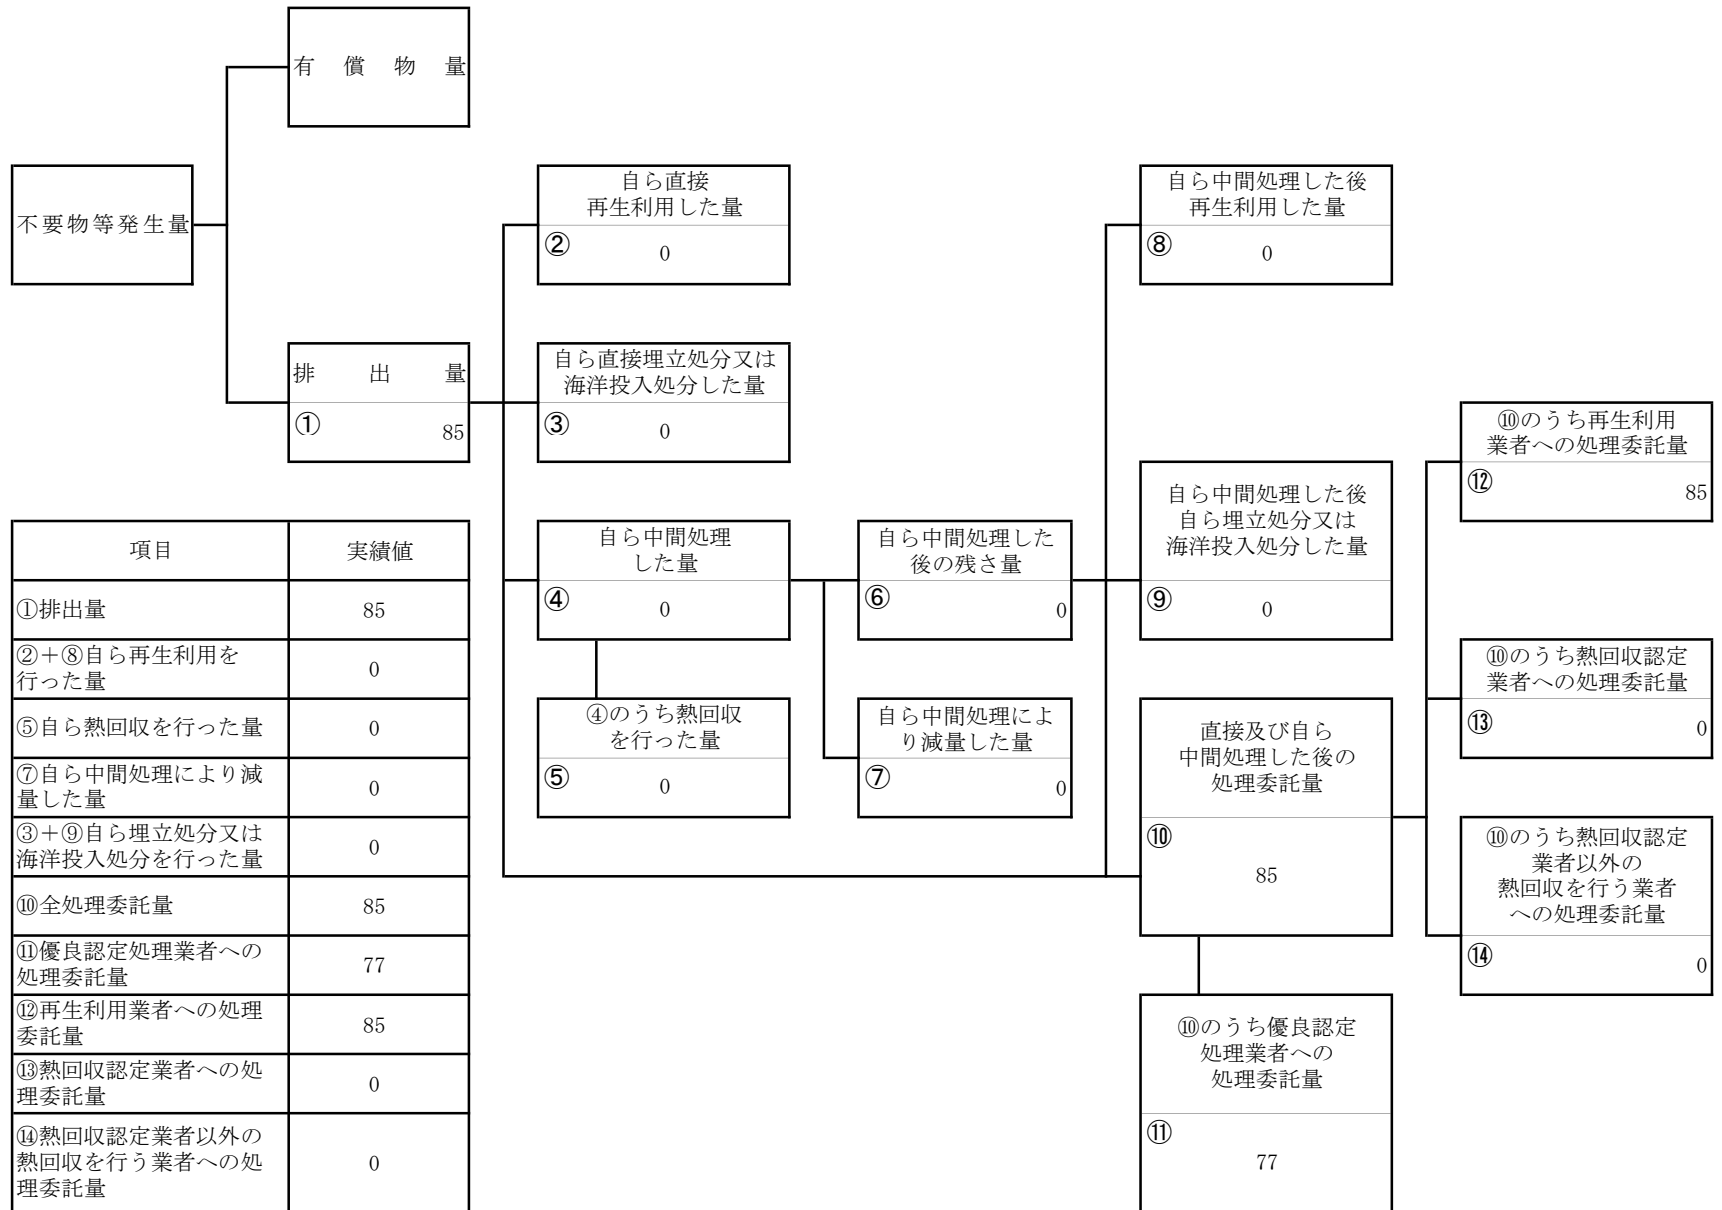 有償物量
不要物等発生量
自ら直接
再生利用した量
②
0
自ら中間処理した後
再生利用した量
⑧
0
排出量
①
85
自ら直接埋立処分又は
海洋投入処分した量
③
0
⑩のうち再生利用
業者への処理委託量
⑫
85
自ら中間処理した後
自ら埋立処分又は
海洋投入処分した量
⑨
0
自ら中間処理
した量
④
0
自ら中間処理した
後の残さ量
⑥
0
⑩のうち熱回収認定
業者への処理委託量
⑬
0
④のうち熱回収
を行った量
⑤
0
自ら中間処理によ
り減量した量
⑦
0
直接及び自ら
中間処理した後の
処理委託量
⑩
85
⑩のうち熱回収認定
業者以外の
熱回収を行う業者
への処理委託量
⑭
0
⑩のうち優良認定
処理業者への
処理委託量
⑪
77
項目 実績値
①排出量 85
②+⑧自ら再生利用を
行った量 0
⑤自ら熱回収を行った量 0
⑦自ら中間処理により減
量した量 0
③+⑨自ら埋立処分又は
海洋投入処分を行った量 0
⑩全処理委託量 85
⑪優良認定処理業者への
処理委託量 77
⑫再生利用業者への処理
委託量 85
⑬熱回収認定業者への処
理委託量 0
⑭熱回収認定業者以外の
熱回収を行う業者への処
理委託量 0